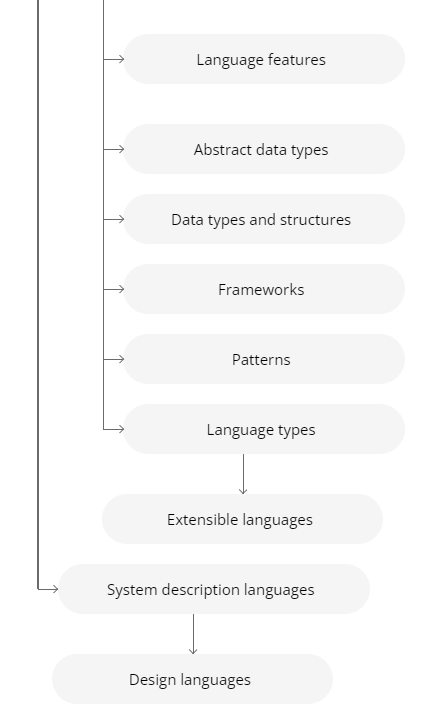 Language features
Abstract data types
Data types and structures
Frameworks
Patterns
Language types
Extensible languages
System description languages
Design languages